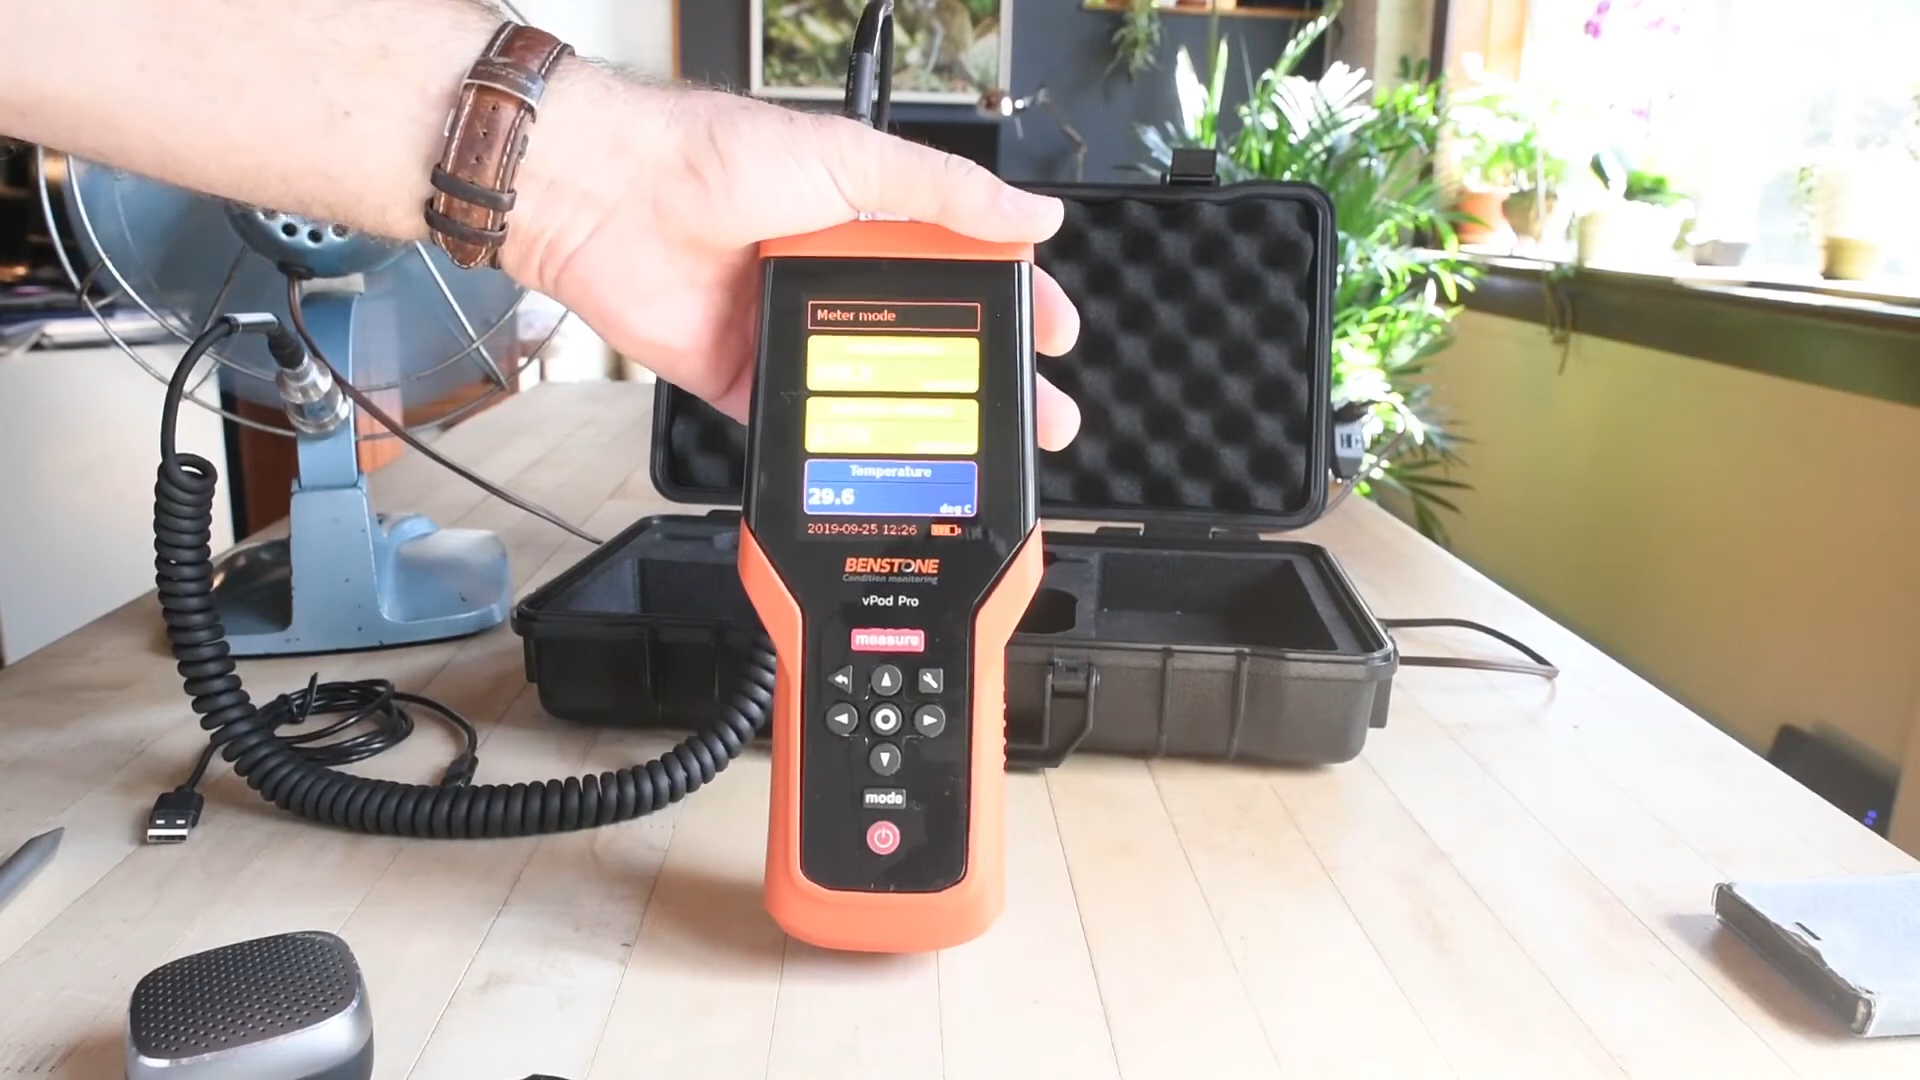 Meter mode
Temperature
29.6
deg C
2019-09-25 12:26
BENSTONE
Condition monitoring
vPod Pro
measure
mode